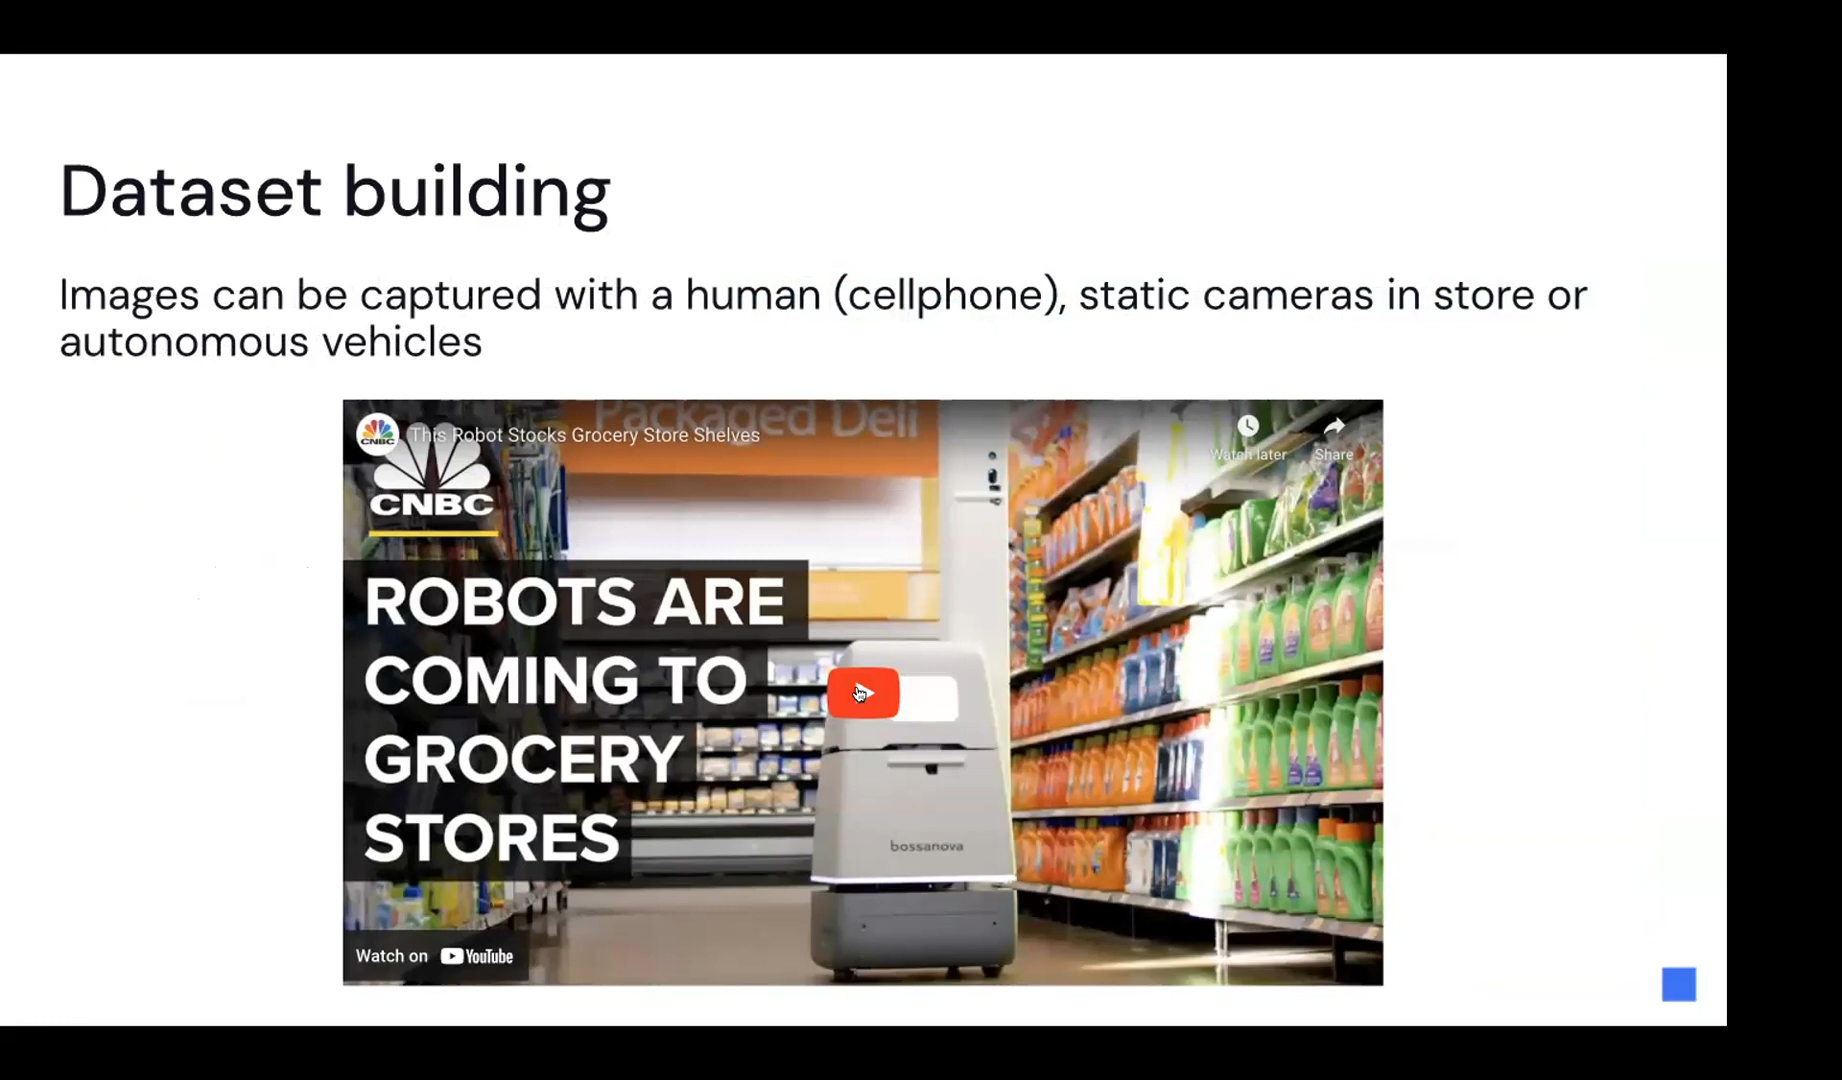 Dataset building
Images can be captured with a human (cellphone), static cameras in store or
autonomous vehicles
Packaged Deli
CNBC
This Robot Stocks Grocery Store Shelves
Watch later
Share
CNBC
ROBOTS ARE
COMING TO
GROCERY
STORES
bossanova
Watch on YouTube